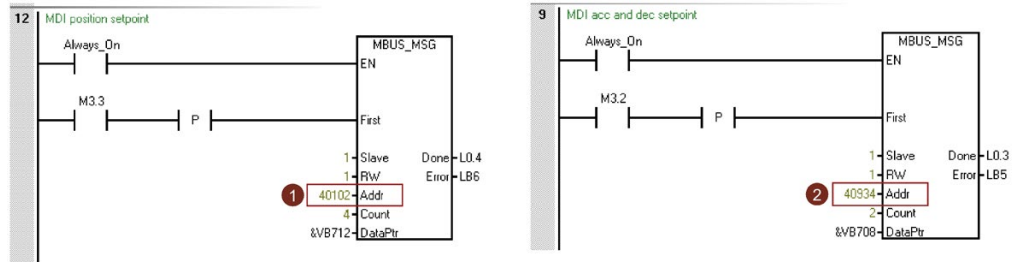 12 MDI position setpoint
Always_On
MBUS_MSG
EN
M3.3
P
First
1 Slave Done L0.4
1 RW Error LB6
1 40102 Addr
4 Count
&VB712 DataPtr
9 MDI acc and dec setpoint
Always_On
MBUS_MSG
EN
M3.2
P
First
1 Slave Done L0.3
1 RW Error LB5
2 40934 Addr
2 Count
&VB708 DataPtr